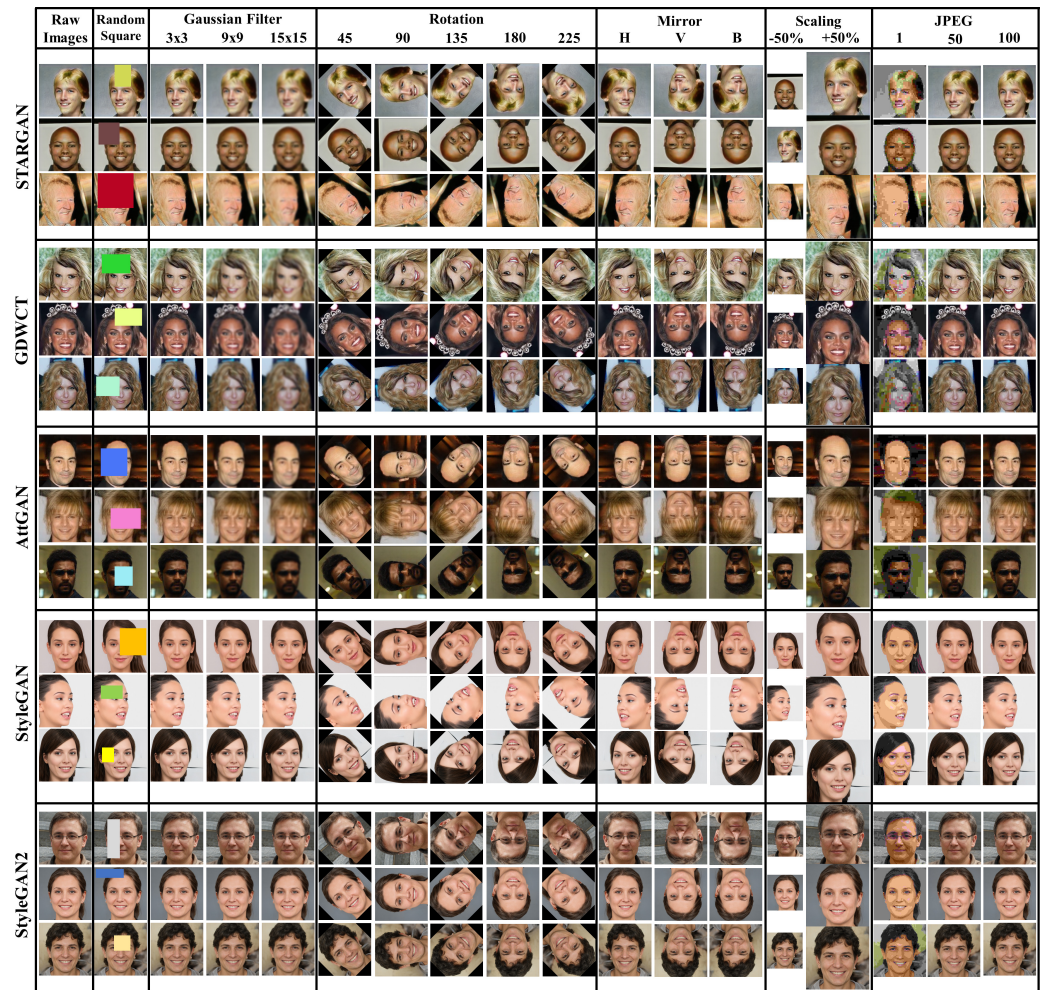 Raw Images Random Square Gaussian Filter Rotation Mirror Scaling JPEG
3x3 9x9 15x15 45 90 135 180 225 H V B -50% +50% 1 50 100
STARGAN
GDWCT
AttGAN
StyleGAN
StyleGAN2